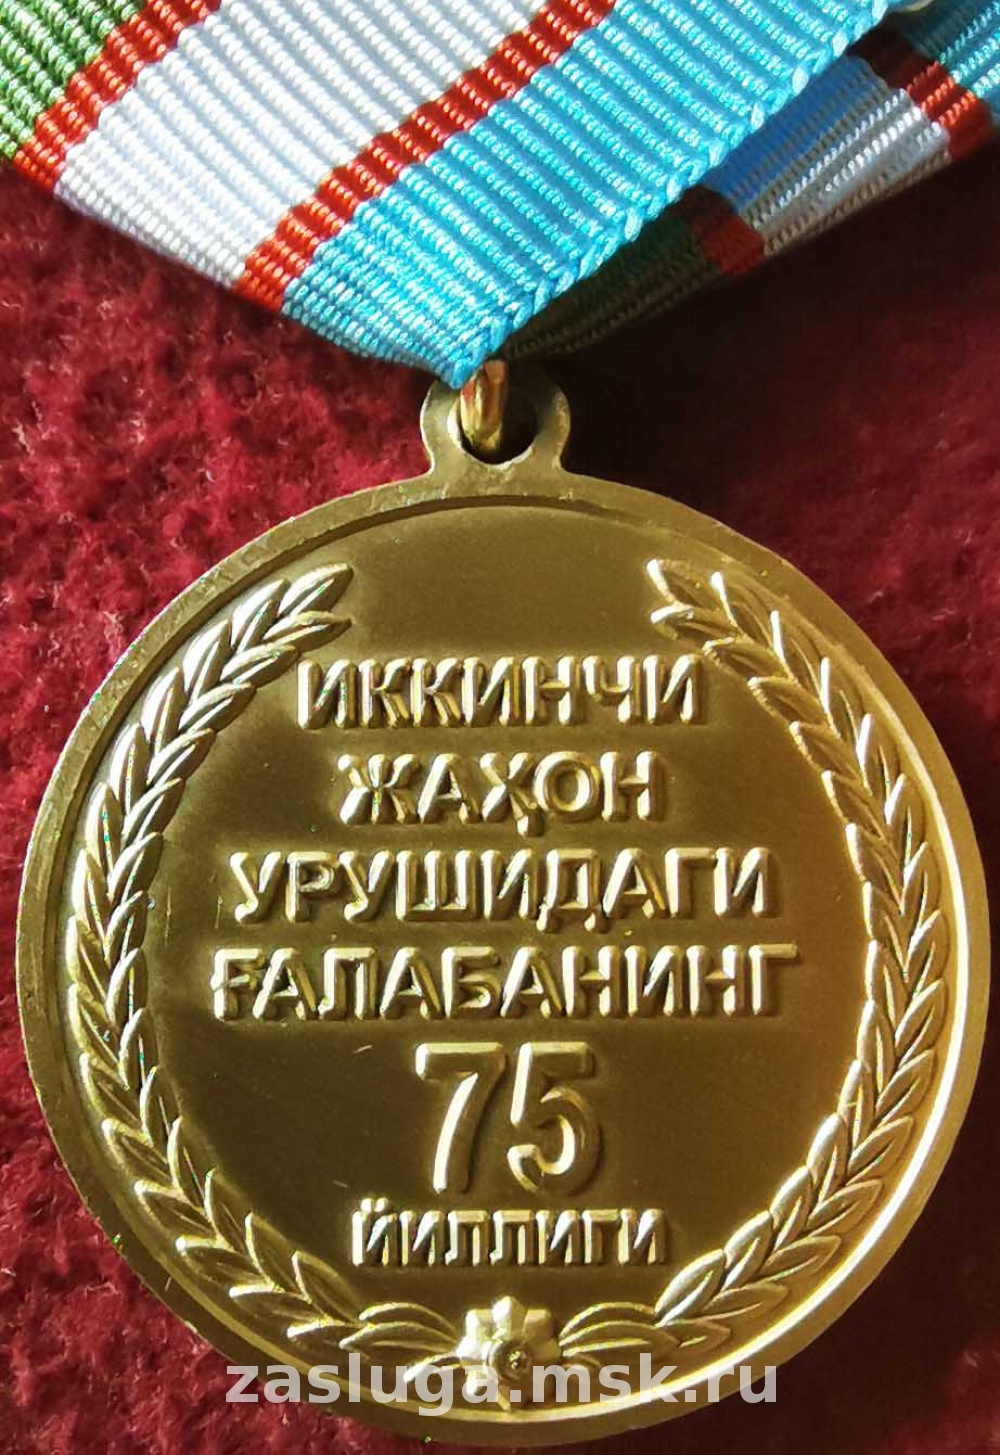 ИККИНЧИ
ЖАҲОН
УРУШИДАГИ
ҒАЛАБАНИНГ
75
ЙИЛЛИГИ
zasluga.msk.ru